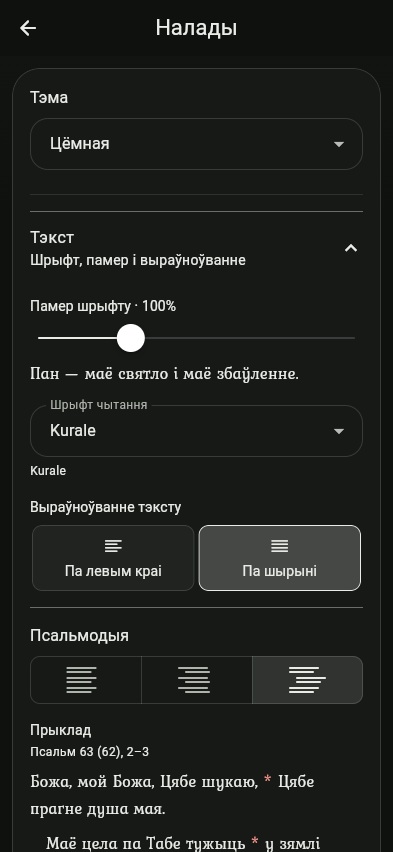 Налады
Тэма
Цёмная
Тэкст
Шрыфт, памер і выраўноўванне
Памер шрыфту · 100%
Пан — маё святло і маё збаўленне.
Шрыфт чытання
Kurale
Kurale
Выраўноўванне тэксту
Па левым краі
Па шырыні
Псальмодыя
Прыклад
Псальм 63 (62), 2–3
Божа, мой Божа, Цябе шукаю, * Цябе
прагне душа мая.
Маё цела па Табе тужыць * у зямлі